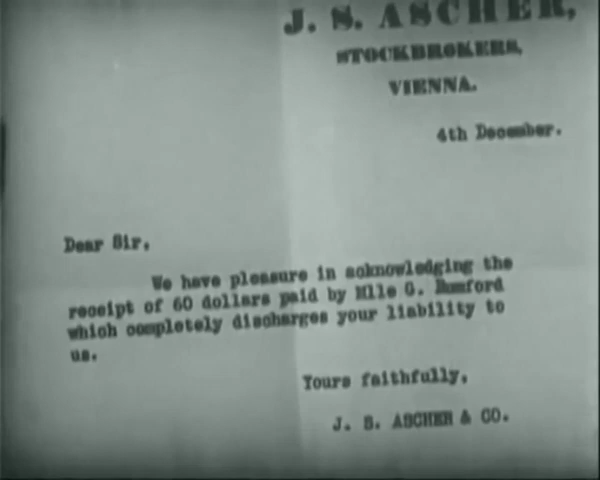 J. S. ASCHER,
STOCKBROKERS,
VIENNA.
4th December.
Dear Sir,
We have pleasure in acknowledging the
receipt of 60 dollars paid by Mlle G. Rumford
which completely discharges your liability to
us.
Yours faithfully,
J. S. ASCHER & CO.